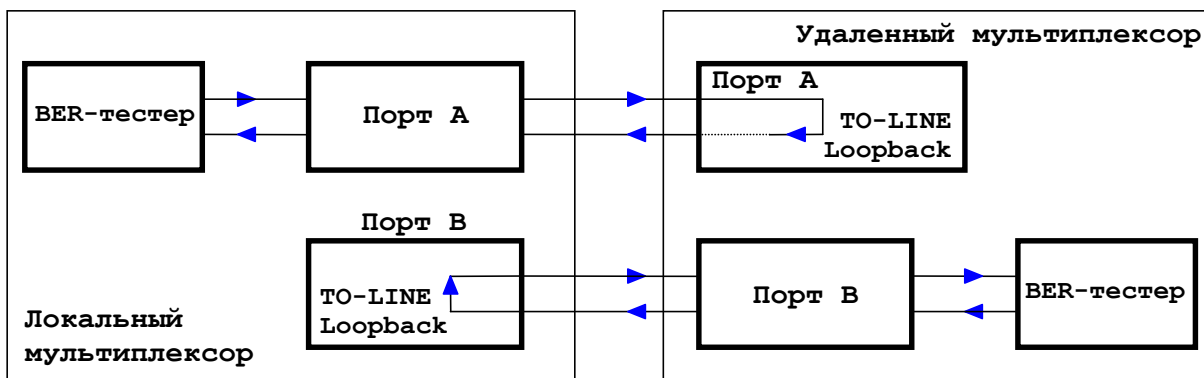 Удаленный мультиплексор
BER-тестер
Порт A
Порт A
TO-LINE
Loopback
Порт B
TO-LINE
Loopback
Порт B
BER-тестер
Локальный
мультиплексор